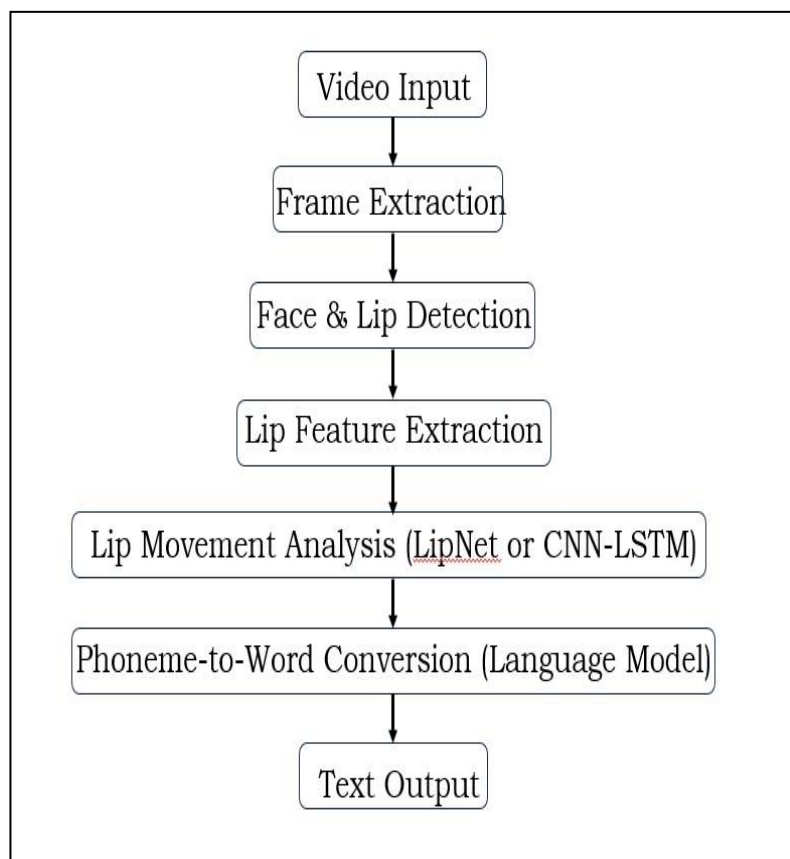 Video Input
Frame Extraction
Face & Lip Detection
Lip Feature Extraction
Lip Movement Analysis (LipNet or CNN-LSTM)
Phoneme-to-Word Conversion (Language Model)
Text Output